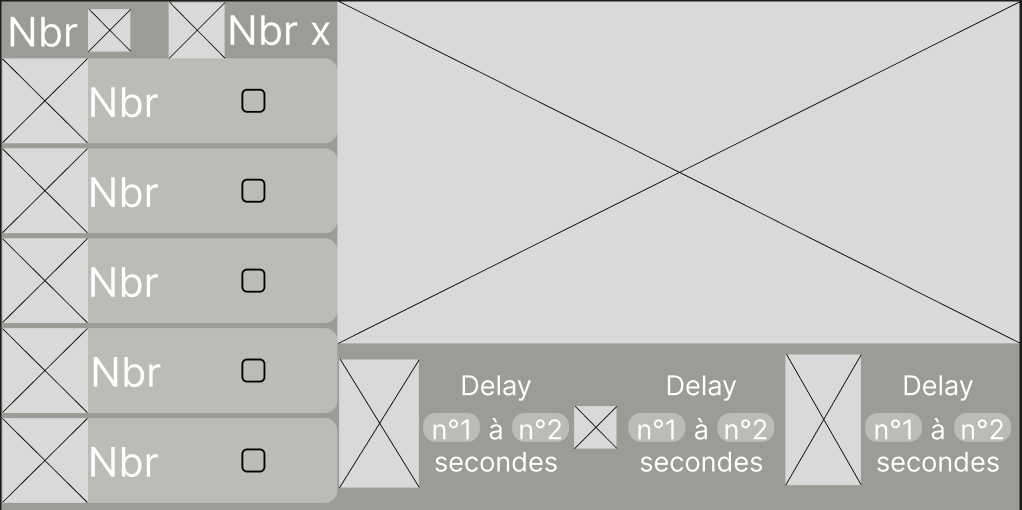 Nbr
Nbr x
Nbr
Nbr
Nbr
Nbr
Nbr
Delay
n°1 à n°2
secondes
Delay
n°1 à n°2
secondes
Delay
n°1 à n°2
secondes